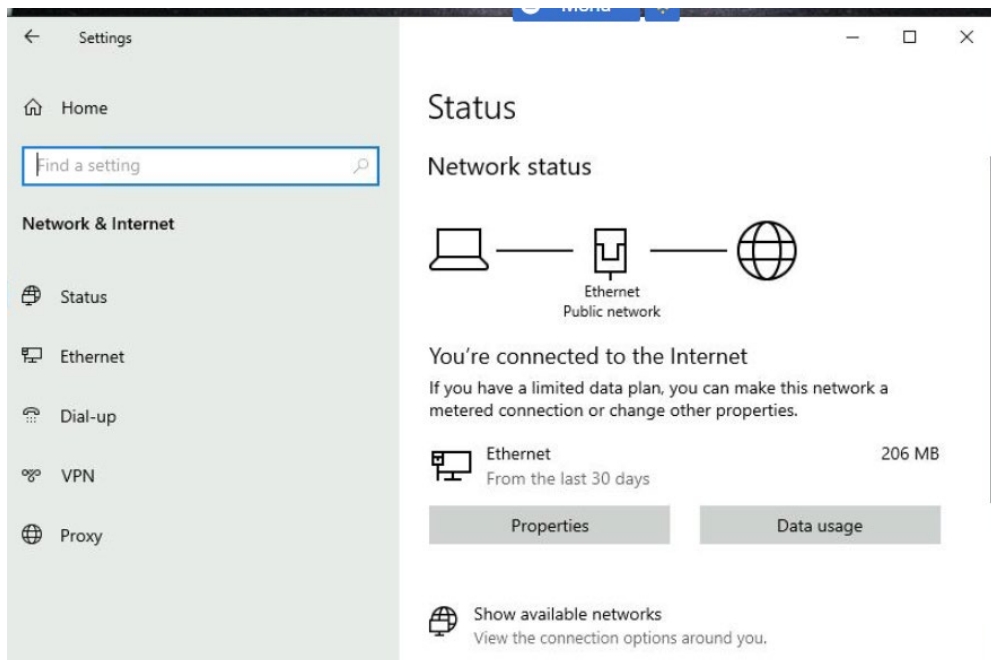 Menu
Settings
Home
Find a setting
Network & Internet
Status
Ethernet
Dial-up
VPN
Proxy
Status
Network status
Ethernet
Public network
You're connected to the Internet
If you have a limited data plan, you can make this network a
metered connection or change other properties.
Ethernet
206 MB
From the last 30 days
Properties
Data usage
Show available networks
View the connection options around you.